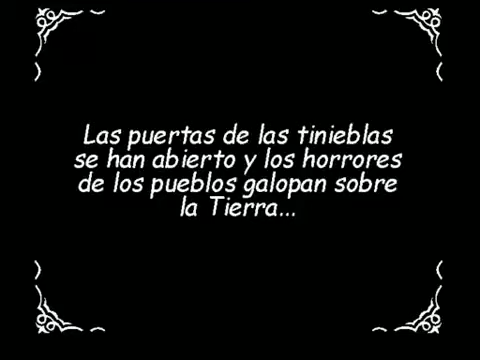 Las puertas de las tinieblas
se han abierto y los horrores
de los pueblos galopan sobre
la Tierra...